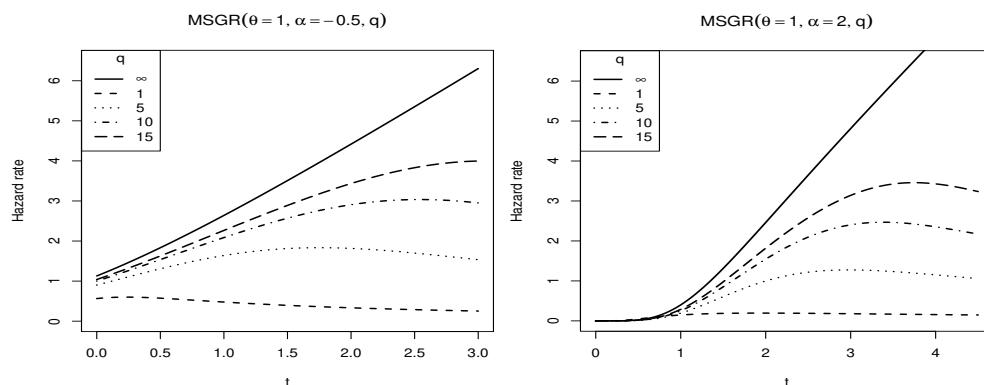 MSGR(θ = 1, α = −0.5, q)
Hazard rate
6
5
4
3
2
1
0
q
∞
1
5
10
15
0.0 0.5 1.0 1.5 2.0 2.5 3.0
t
MSGR(θ = 1, α = 2, q)
Hazard rate
6
5
4
3
2
1
0
q
∞
1
5
10
15
0 1 2 3 4
t